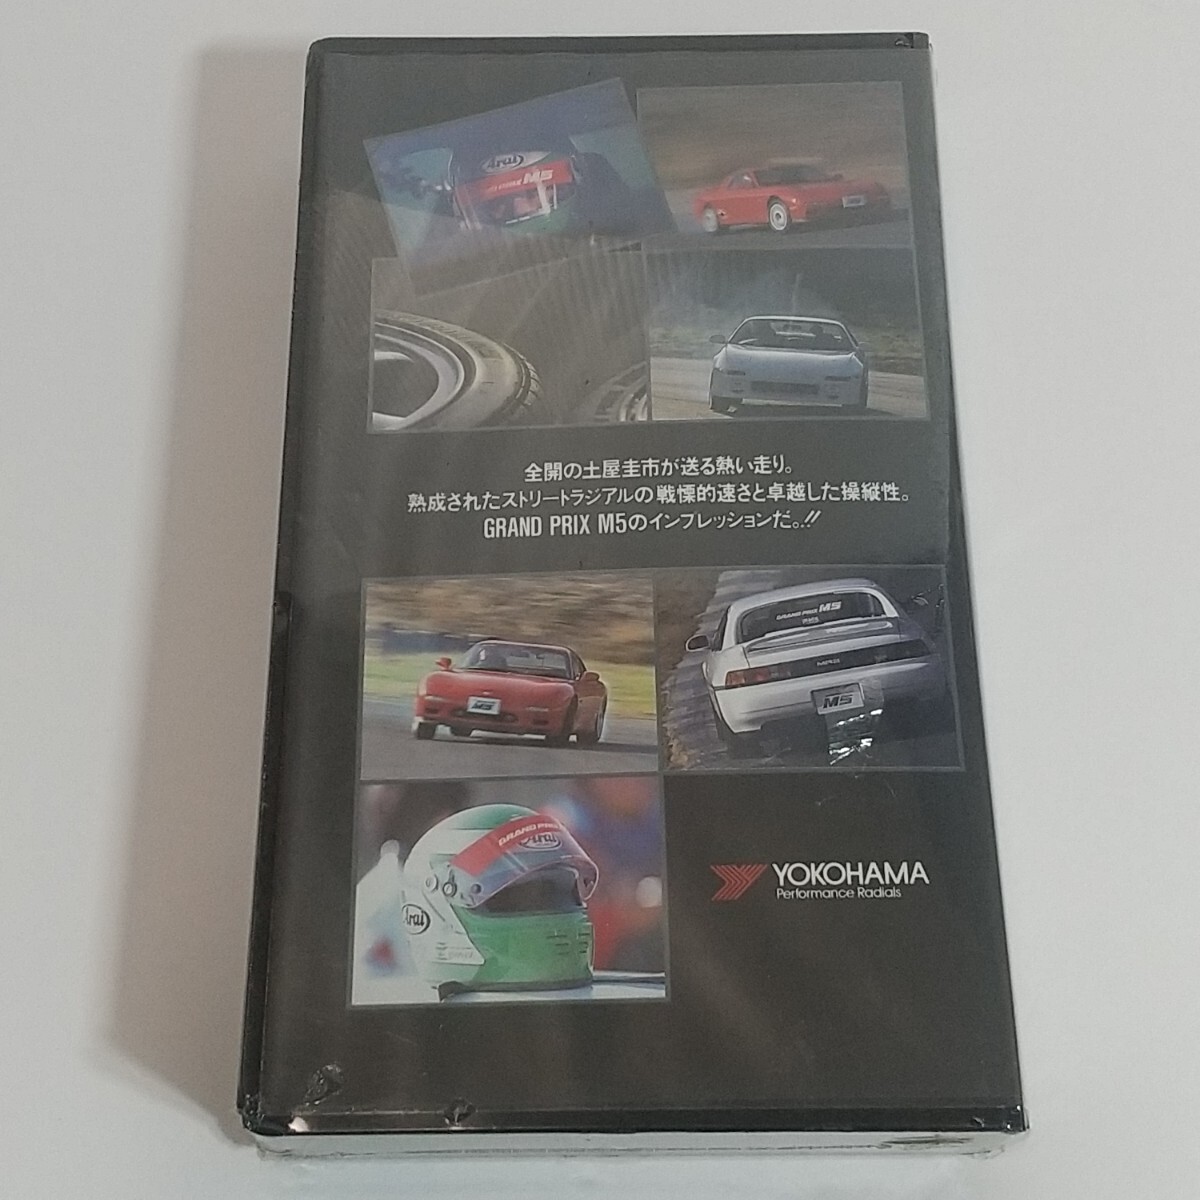 Arai
M5
全開の土屋圭市が送る熱い走り。
熟成されたストリートラジアルの戦慄的速さと卓越した操縦性。
GRAND PRIX M5のインプレッションだ。!!
GRAND PRIX M5
MR2
M5
M5
GRAND PRIX
Arai
Arai
YOKOHAMA
Performance Radials